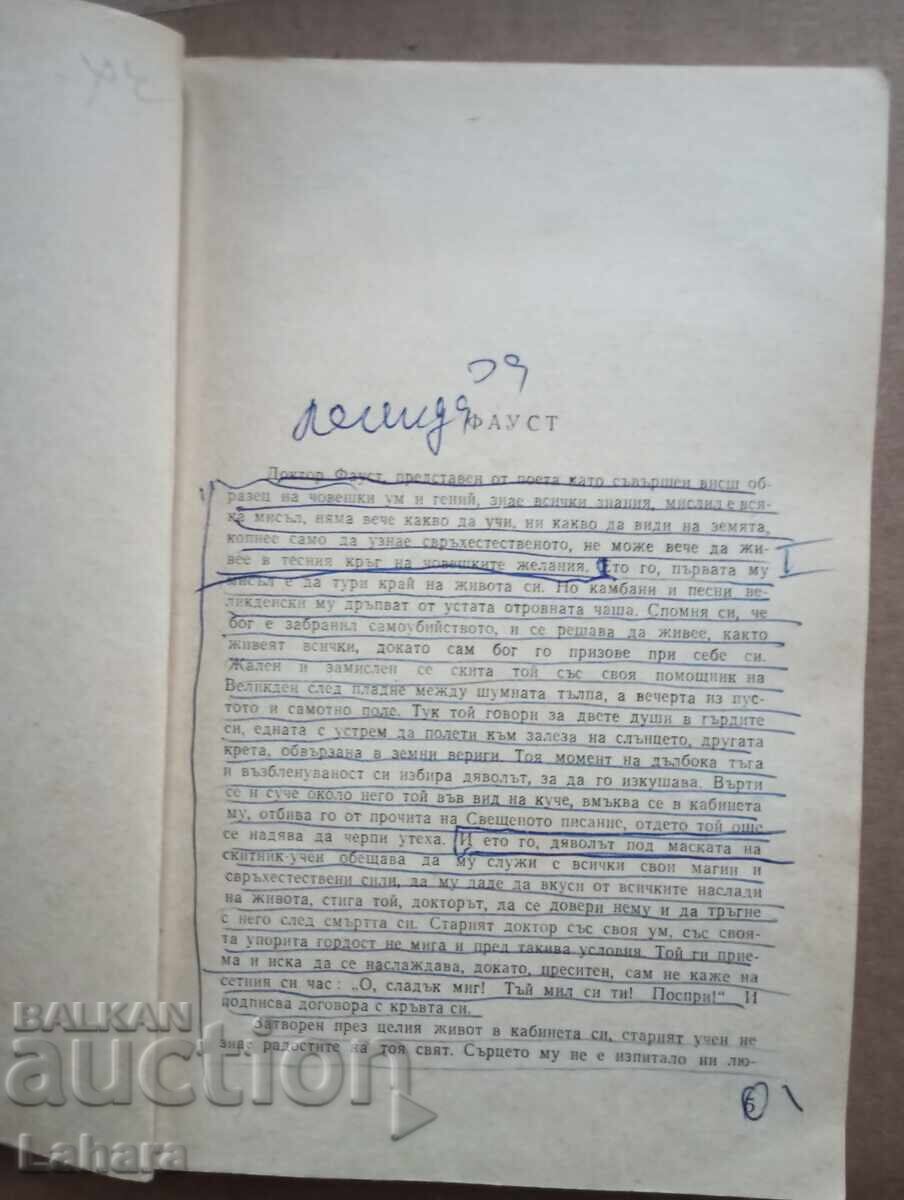 за
легенда
ФАУСТ
Доктор Фауст, представен от поета като съвършен висш об-
разец на човешки ум и гений, знае всички знания, мислил е вся-
ка мисъл, няма вече какво да учи, ни какво да види на земята,
копнее само да узнае свръхестественото, не може вече да жи-
вее в тесния кръг на човешките желания. Ето го, първата му
I
мисъл е да тури край на живота си. Но камбани и песни ве-
ликденски му дръпват от устата отровната чаша. Спомня си, че
бог е забранил самоубийството, и се решава да живее, както
живеят всички, докато сам бог го призове при себе си.
Жален и замислен се скита той със своя помощник на
Великден след пладне между шумната тълпа, а вечерта из пус-
тото и самотно поле. Тук той говори за двете души в гърдите
си, едната с устрем да полети към залеза на слънцето, другата
крета, обвързана в земни вериги. Тоя момент на дълбока тъга
и възбленуваност си избира дяволът, за да го изкушава. Върти
се и суче около него той във вид на куче, вмъква се в кабинета
му, отбива го от прочита на Свещеното писание, отдето той още
се надява да черпи утеха. И ето го, дяволът под маската на
скитник-учен обещава да му служи с всички свои магии и
свръхестествени сили, да му даде да вкуси от всичките наслади
на живота, стига той, докторът, да се довери нему и да тръгне
с него след смъртта си. Старият доктор със своя ум, със своя-
та упорита гордост не мига и пред такива условия. Той ги прие-
ма и иска да се наслаждава, докато, преситен, сам не каже на
сетния си час: „О, сладък миг! Тъй мил си ти! Поспри!“ И
подписва договора с кръвта си.
Затворен през целия живот в кабинета си, старият учен не
знае радостите на тоя свят. Сърцето му не е изпитало ни лю-
5
BALKAN
auction
Lahara